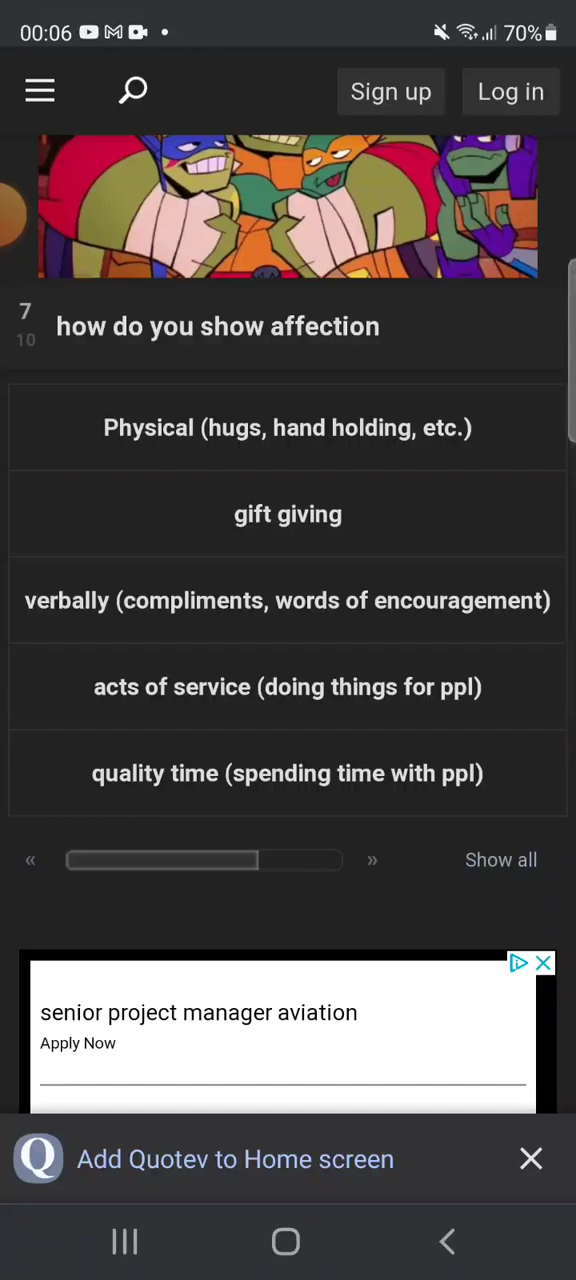 00:06 70%
Sign up Log in
7
10
how do you show affection
Physical (hugs, hand holding, etc.)
gift giving
verbally (compliments, words of encouragement)
acts of service (doing things for ppl)
quality time (spending time with ppl)
« » Show all
senior project manager aviation
Apply Now
Q Add Quotev to Home screen